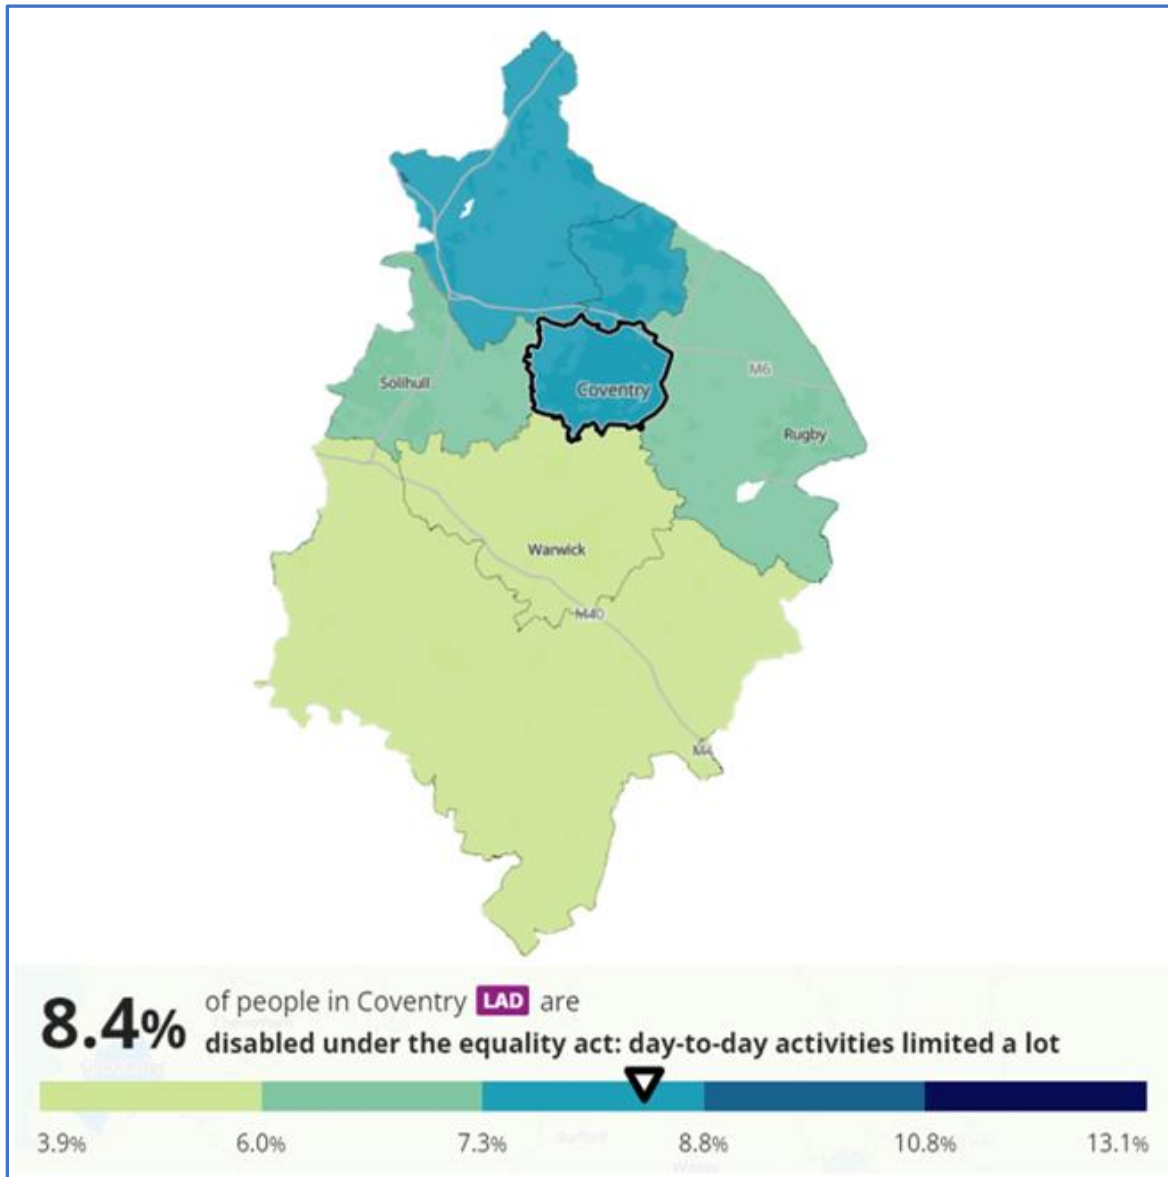 Solihull
Coventry
M6
Rugby
Warwick
M40
M4
8.4%
of people in Coventry LAD are
disabled under the equality act: day-to-day activities limited a lot
3.9% 6.0% 7.3% 8.8% 10.8% 13.1%